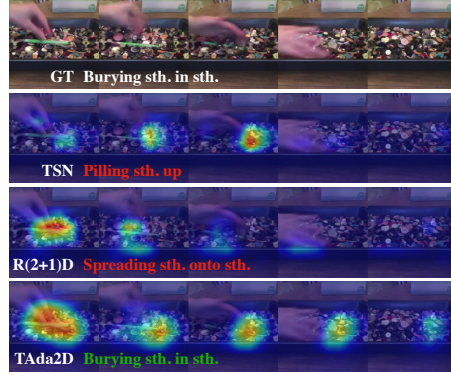 GT Burying sth. in sth.
TSN Pilling sth. up
R(2+1)D Spreading sth. onto sth.
TAda2D Burying sth. in sth.